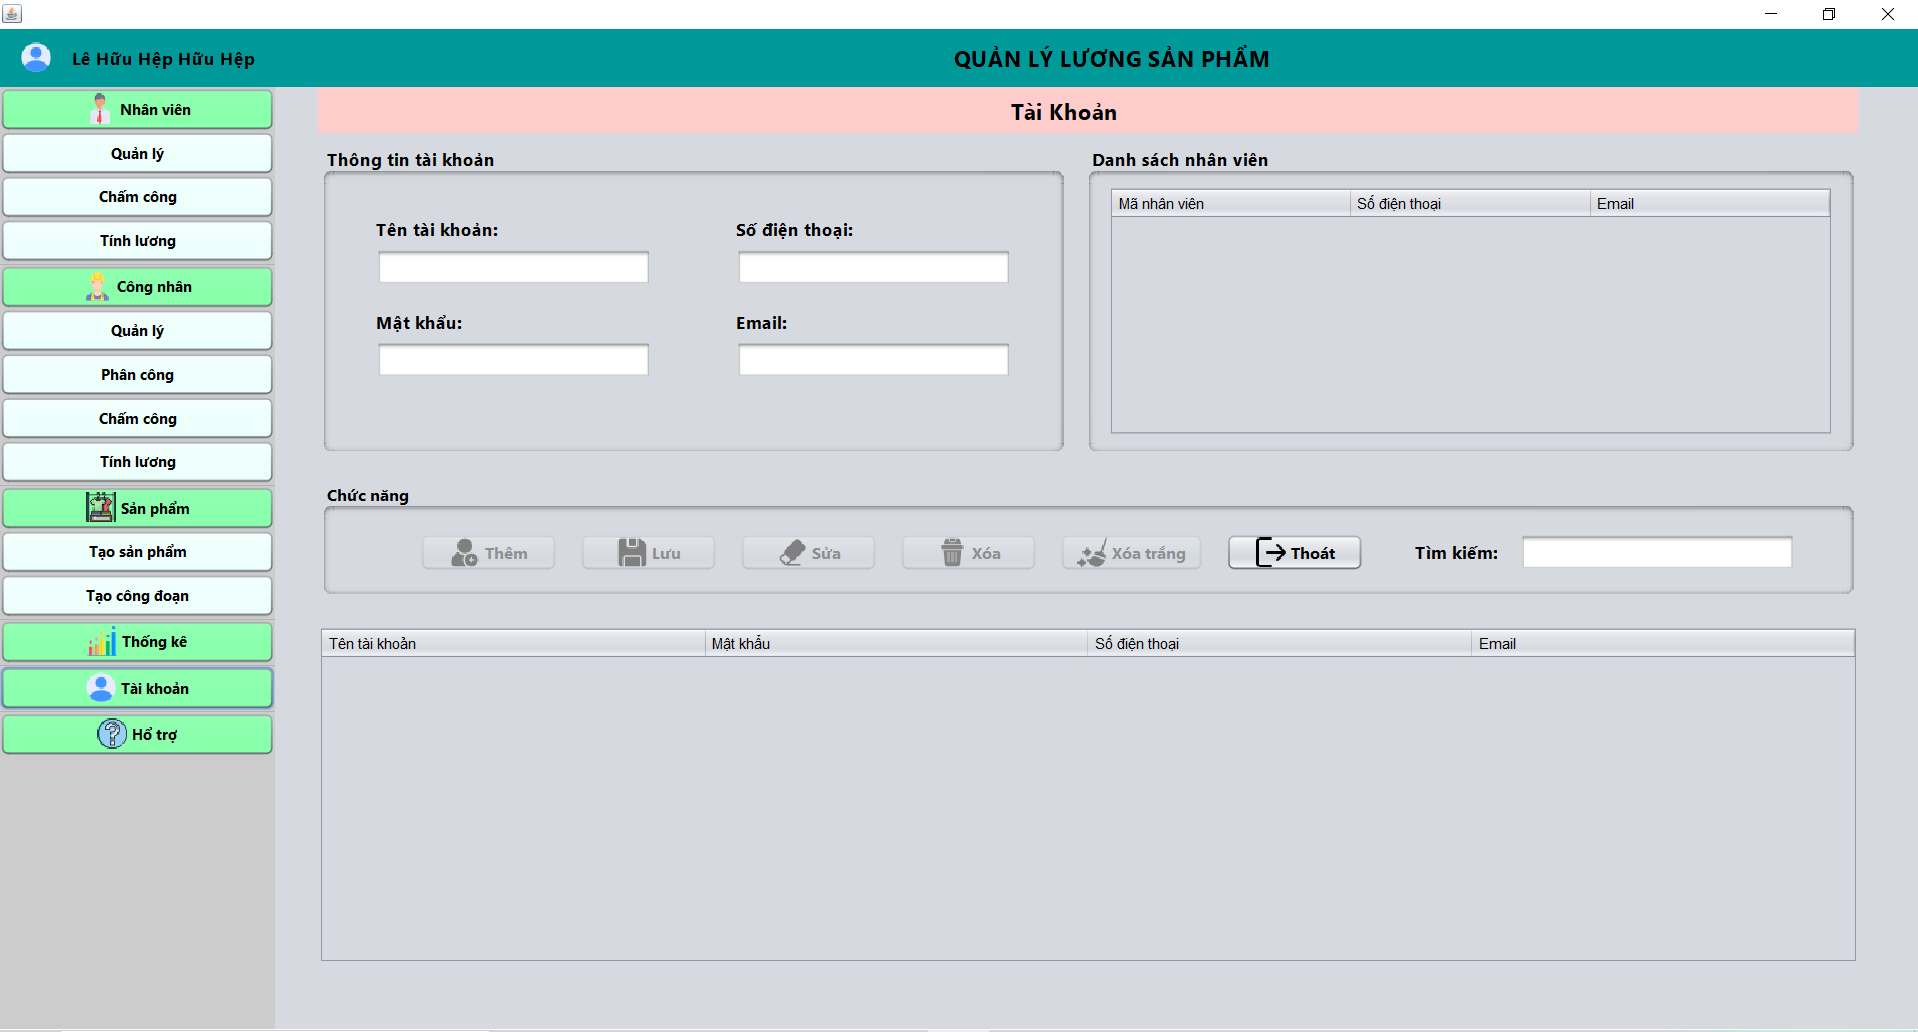 Lê Hữu Hẹp Hữu Hẹp
QUẢN LÝ LƯƠNG SẢN PHẨM
Nhân viên
Quản lý
Chấm công
Tính lương
Công nhân
Quản lý
Phân công
Chấm công
Tính lương
Sản phẩm
Tạo sản phẩm
Tạo công đoạn
Thống kê
Tài khoản
Hổ trợ
Tài Khoản
Thông tin tài khoản
Tên tài khoản:
Số điện thoại:
Mật khẩu:
Email:
Danh sách nhân viên
Mã nhân viên Số điện thoại Email
Chức năng
Thêm Lưu Sửa Xóa Xóa trắng Thoát Tìm kiếm:
Tên tài khoản Mật khẩu Số điện thoại Email